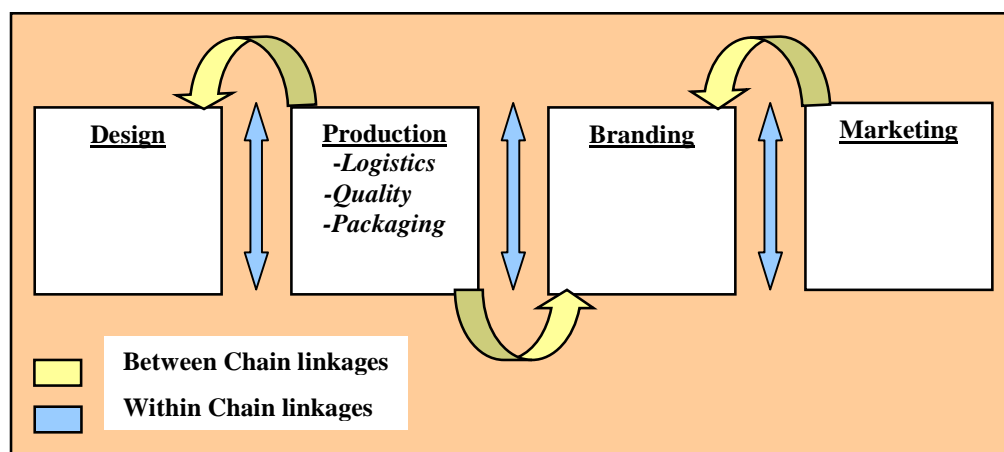 Design
Production
-Logistics
-Quality
-Packaging
Branding
Marketing
Between Chain linkages
Within Chain linkages